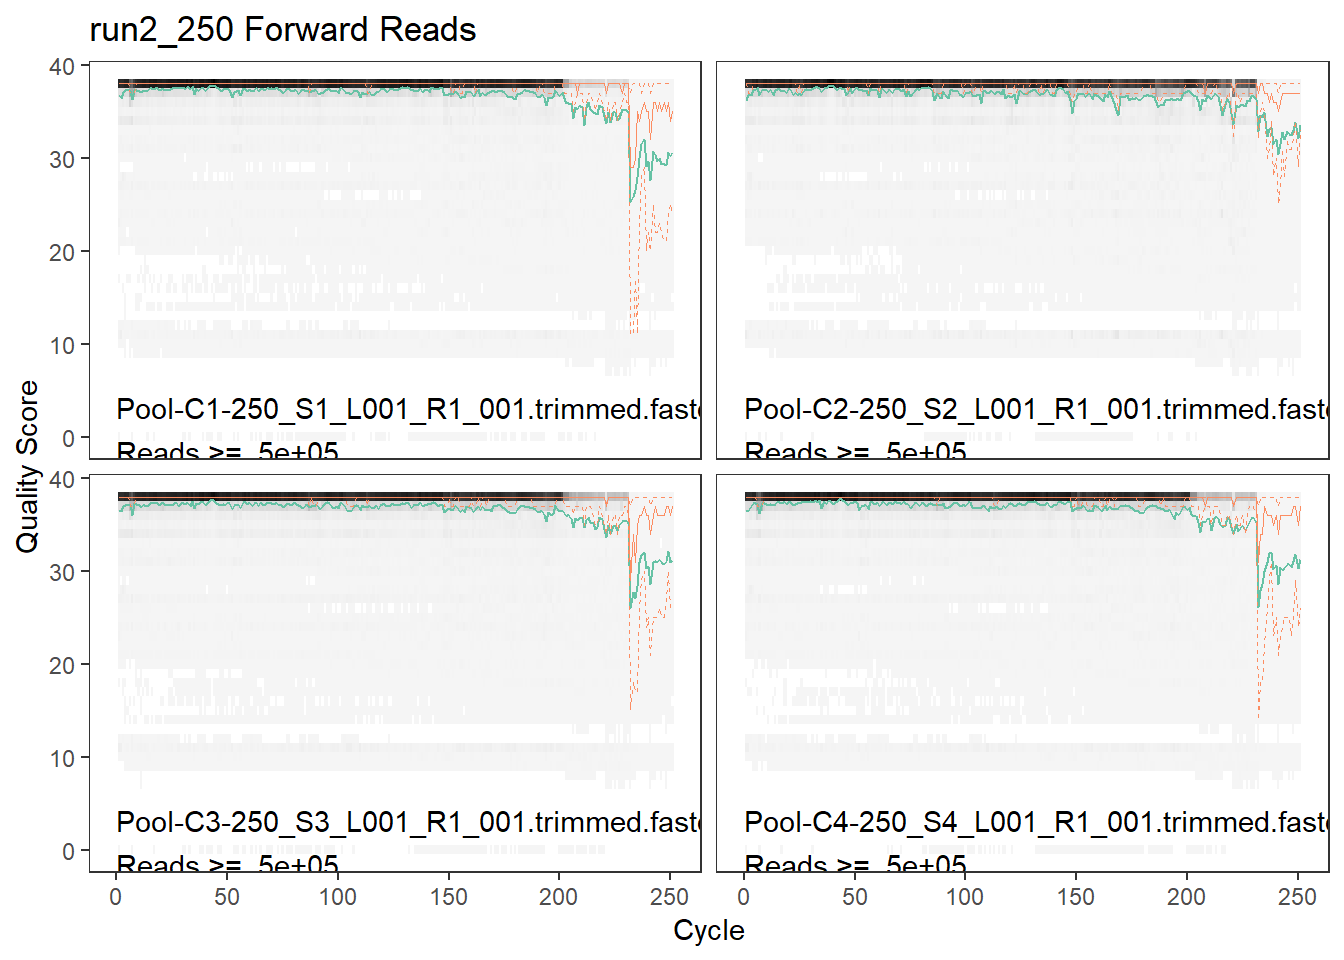 run2_250 Forward Reads
40
30
20
10
0
Pool-C1-250_S1_L001_R1_001.trimmed.fast
Reads >= 5e+05
Pool-C2-250_S2_L001_R1_001.trimmed.fast
Reads >= 5e+05
Quality Score
40
30
20
10
0
Pool-C3-250_S3_L001_R1_001.trimmed.fast
Reads >= 5e+05
Pool-C4-250_S4_L001_R1_001.trimmed.fast
Reads >= 5e+05
0 50 100 150 200 250
0 50 100 150 200 250
Cycle